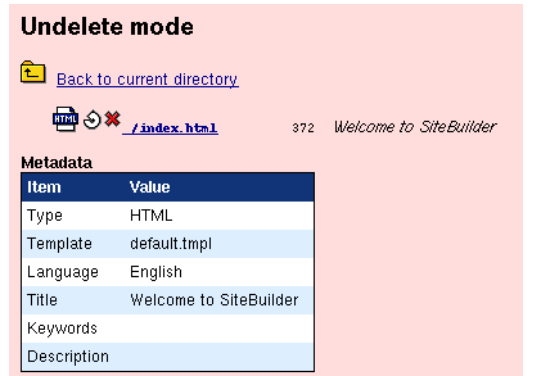 Undelete mode
Back to current directory
HTML /index.html 372 Welcome to SiteBuilder
Metadata
Item Value
Type HTML
Template default.tmpl
Language English
Title Welcome to SiteBuilder
Keywords
Description